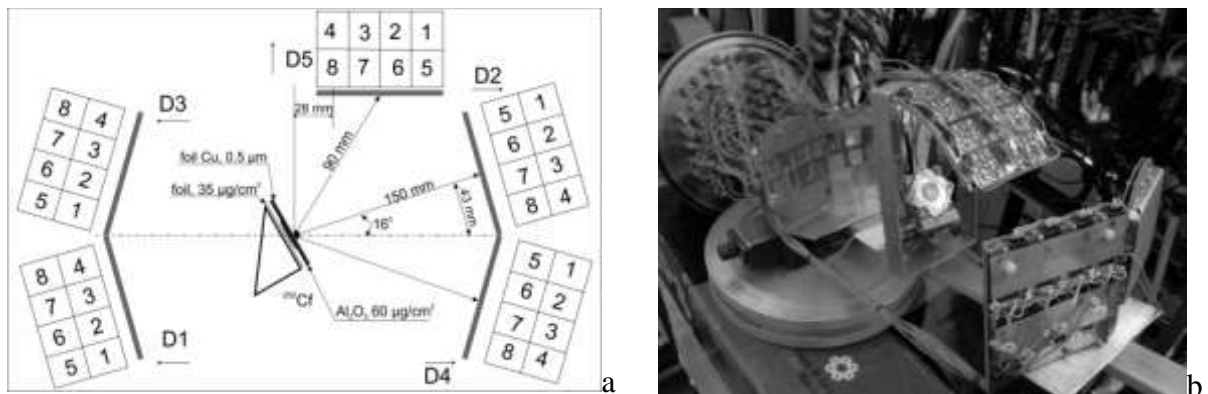 4 3 2 1
8 7 6 5
D5
28 mm
90 mm
D3
8 4
7 3
6 2
5 1
D2
5 1
6 2
7 3
8 4
foil Cu, 0.5 μm
foil, 35 μg/cm²
150 mm
43 mm
16⁰
Cf
Al₂O₃ 60 μg/cm²
8 4
7 3
6 2
5 1
D1
5 1
6 2
7 3
8 4
D4
a
b